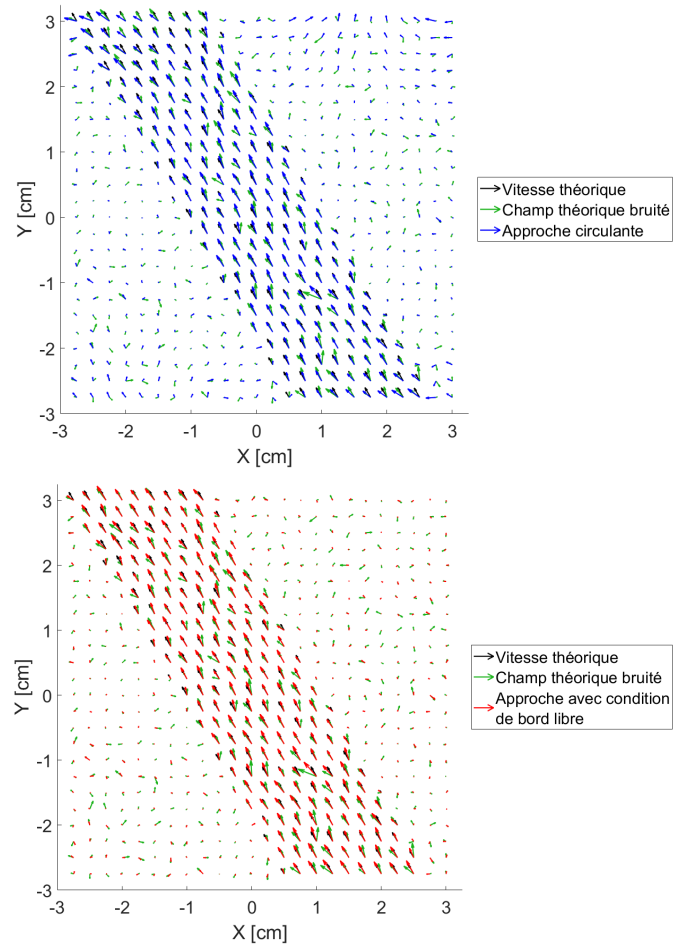 3
2
1
0
-1
-2
-3
Y [cm]
-3 -2 -1 0 1 2 3
X [cm]
Vitesse théorique
Champ théorique bruité
Approche circulante
3
2
1
0
-1
-2
-3
Y [cm]
-3 -2 -1 0 1 2 3
X [cm]
Vitesse théorique
Champ théorique bruité
Approche avec condition
de bord libre